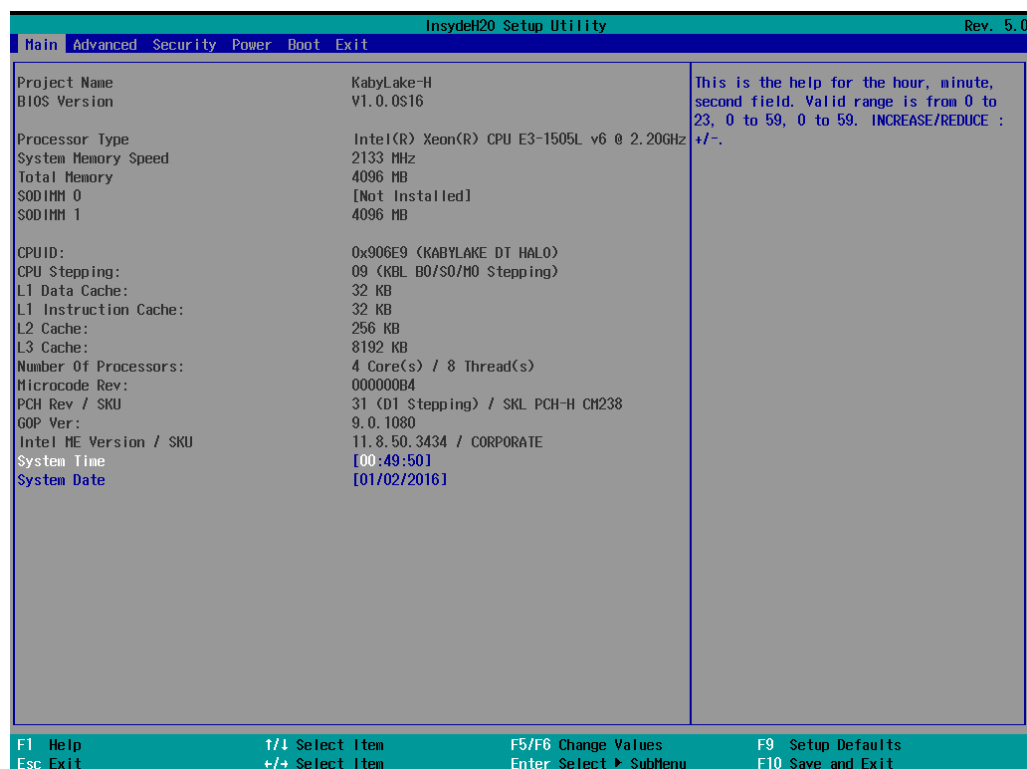 InsydeH20 Setup Utility Rev. 5.0
Main Advanced Security Power Boot Exit
Project Name KabyLake-H
BIOS Version V1.0.0S16
Processor Type Intel(R) Xeon(R) CPU E3-1505L v6 @ 2.20GHz
System Memory Speed 2133 MHz
Total Memory 4096 MB
SODIMM 0 [Not Installed]
SODIMM 1 4096 MB
CPUID: 0x906E9 (KABYLAKE DT HALO)
CPU Stepping: 09 (KBL B0/S0/M0 Stepping)
L1 Data Cache: 32 KB
L1 Instruction Cache: 32 KB
L2 Cache: 256 KB
L3 Cache: 8192 KB
Number Of Processors: 4 Core(s) / 8 Thread(s)
Microcode Rev: 000000B4
PCH Rev / SKU 31 (D1 Stepping) / SKL PCH-H CM238
GOP Ver: 9.0.1080
Intel ME Version / SKU 11.8.50.3434 / CORPORATE
System Time [00:49:50]
System Date [01/02/2016]
This is the help for the hour, minute,
second field. Valid range is from 0 to
23, 0 to 59, 0 to 59. INCREASE/REDUCE :
+/-.
F1 Help ↑/↓ Select Item F5/F6 Change Values F9 Setup Defaults
Esc Exit ←/→ Select Item Enter Select ▶ SubMenu F10 Save and Exit